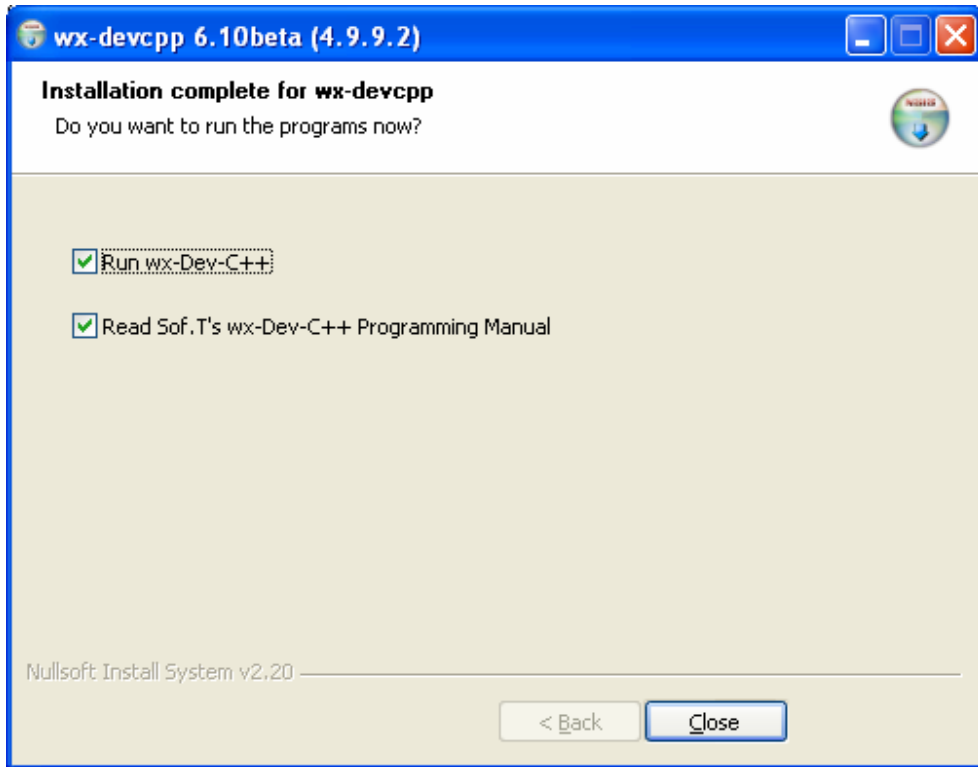 wx-devcpp 6.10beta (4.9.9.2)
Installation complete for wx-devcpp
Do you want to run the programs now?
Run wx-Dev-C++
Read Sof.T's wx-Dev-C++ Programming Manual
Nullsoft Install System v2.20
< Back
Close